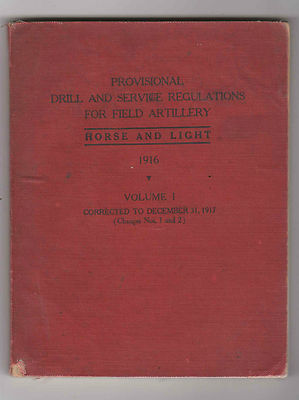 PROVISIONAL
DRILL AND SERVICE REGULATIONS
FOR FIELD ARTILLERY
HORSE AND LIGHT
1916
VOLUME I
CORRECTED TO DECEMBER 31, 1917
(Changes Nos. 1 and 2)